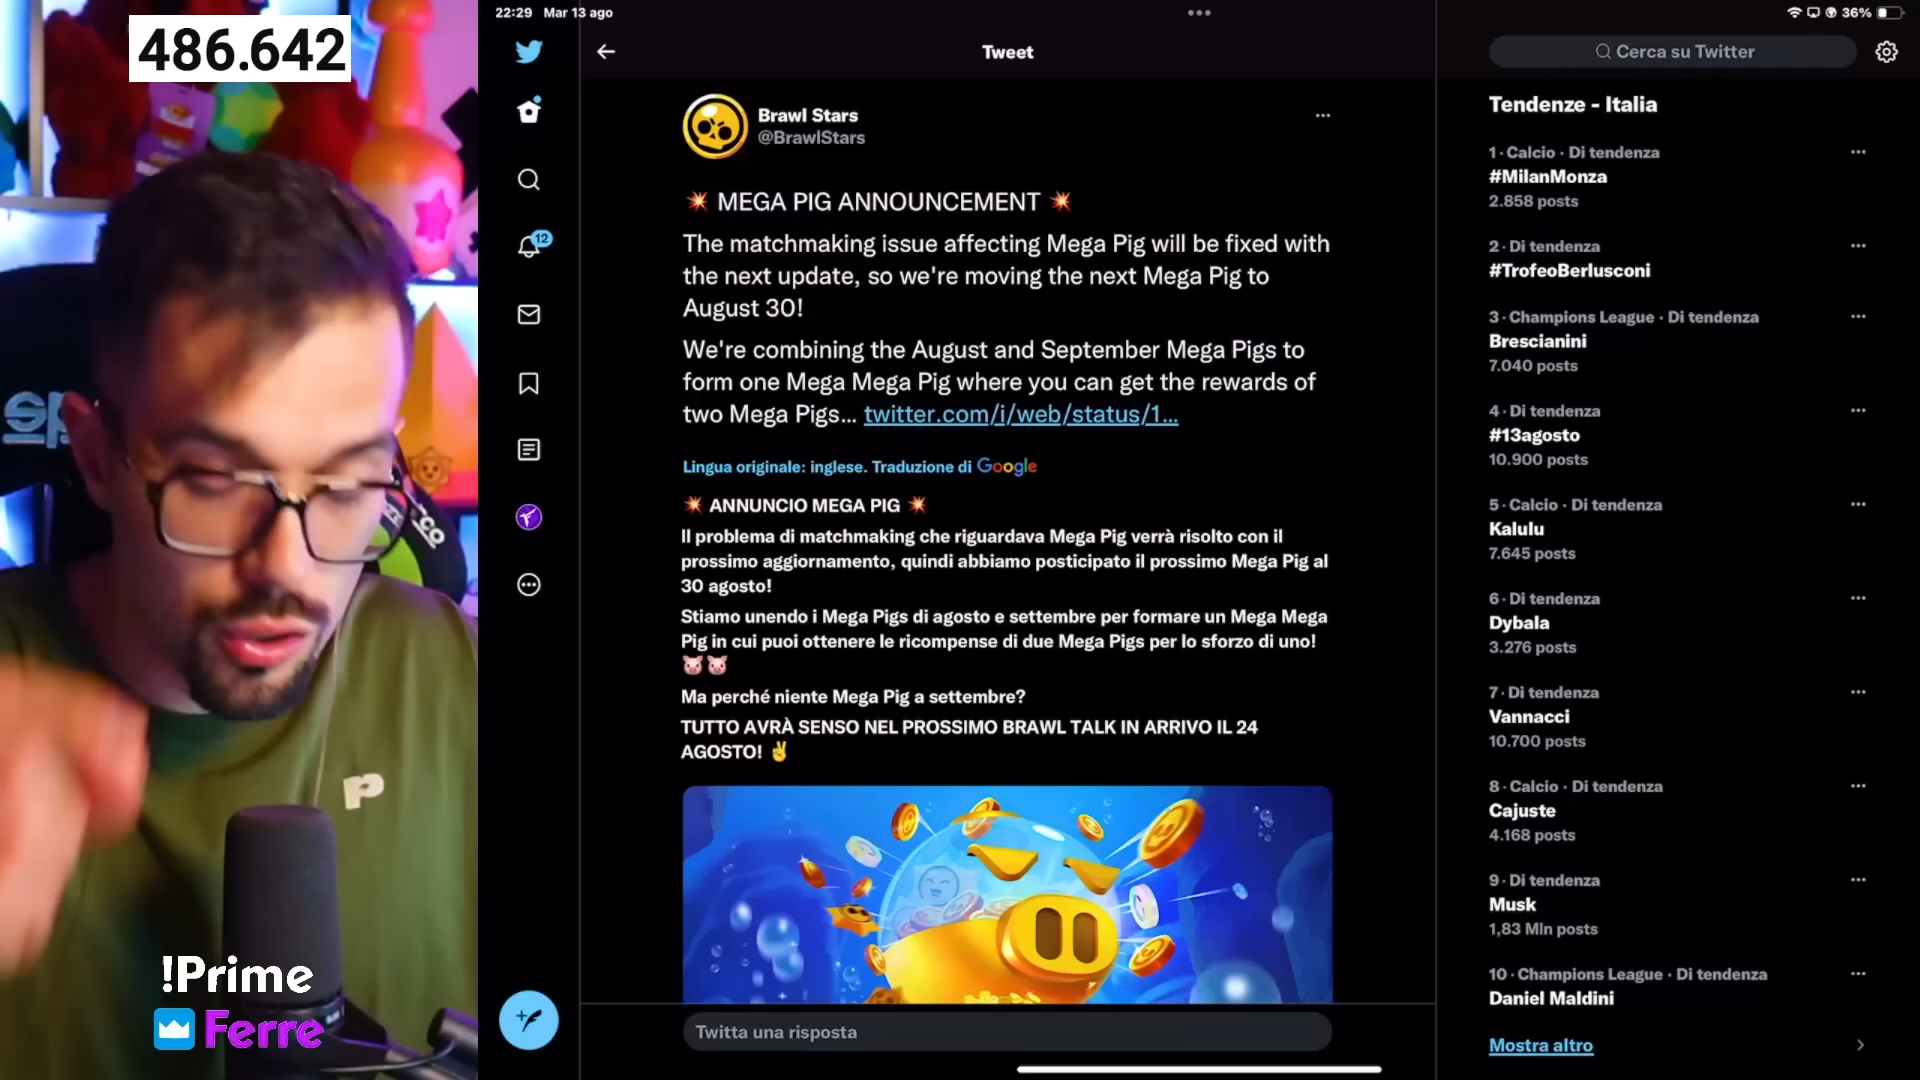 486.642
!Prime
Ferre
22:29 Mar 13 ago
36%
Tweet
12
Brawl Stars
@BrawlStars
💥 MEGA PIG ANNOUNCEMENT 💥
The matchmaking issue affecting Mega Pig will be fixed with
the next update, so we're moving the next Mega Pig to
August 30!
We're combining the August and September Mega Pigs to
form one Mega Mega Pig where you can get the rewards of
two Mega Pigs… twitter.com/i/web/status/1…
Lingua originale: inglese. Traduzione di Google
💥 ANNUNCIO MEGA PIG 💥
Il problema di matchmaking che riguardava Mega Pig verrà risolto con il
prossimo aggiornamento, quindi abbiamo posticipato il prossimo Mega Pig al
30 agosto!
Stiamo unendo i Mega Pigs di agosto e settembre per formare un Mega Mega
Pig in cui puoi ottenere le ricompense di due Mega Pigs per lo sforzo di uno!
🐷🐷
Ma perché niente Mega Pig a settembre?
TUTTO AVRÀ SENSO NEL PROSSIMO BRAWL TALK IN ARRIVO IL 24
AGOSTO! ✌️
Twitta una risposta
Cerca su Twitter
Tendenze - Italia
1 · Calcio · Di tendenza
#MilanMonza
2.858 posts
2 · Di tendenza
#TrofeoBerlusconi
3 · Champions League · Di tendenza
Brescianini
7.040 posts
4 · Di tendenza
#13agosto
10.900 posts
5 · Calcio · Di tendenza
Kalulu
7.645 posts
6 · Di tendenza
Dybala
3.276 posts
7 · Di tendenza
Vannacci
10.700 posts
8 · Calcio · Di tendenza
Cajuste
4.168 posts
9 · Di tendenza
Musk
1,83 Mln posts
10 · Champions League · Di tendenza
Daniel Maldini
Mostra altro